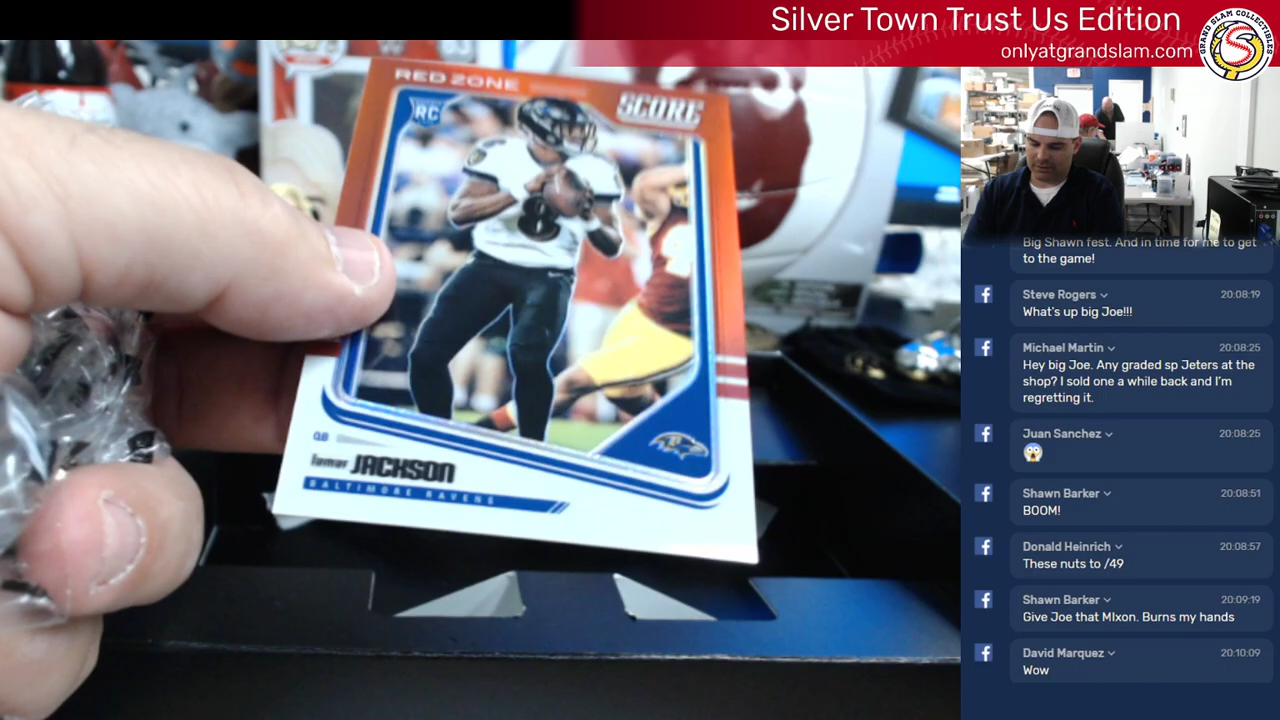 Silver Town Trust Us Edition
onlyatgrandslam.com
GRAND SLAM COLLECTIBLES
RED ZONE
SCORE
RC
8
QB
lamar JACKSON
BALTIMORE RAVENS
Big Shawn fest. And in time for me to get
to the game!
Steve Rogers 20:08:19
What's up big Joe!!!
Michael Martin 20:08:25
Hey big Joe. Any graded sp Jeters at the
shop? I sold one a while back and I'm
regretting it.
Juan Sanchez 20:08:25
😱
Shawn Barker 20:08:51
BOOM!
Donald Heinrich 20:08:57
These nuts to /49
Shawn Barker 20:09:19
Give Joe that MIxon. Burns my hands
David Marquez 20:10:09
Wow